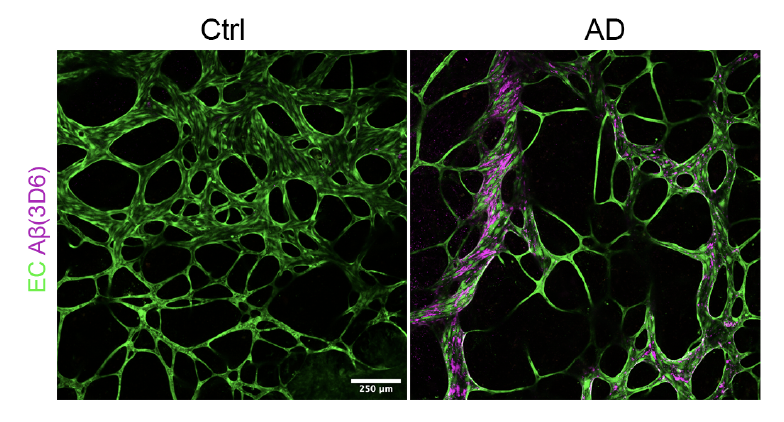 Ctrl
AD
EC Aβ(3D6)
250 µm